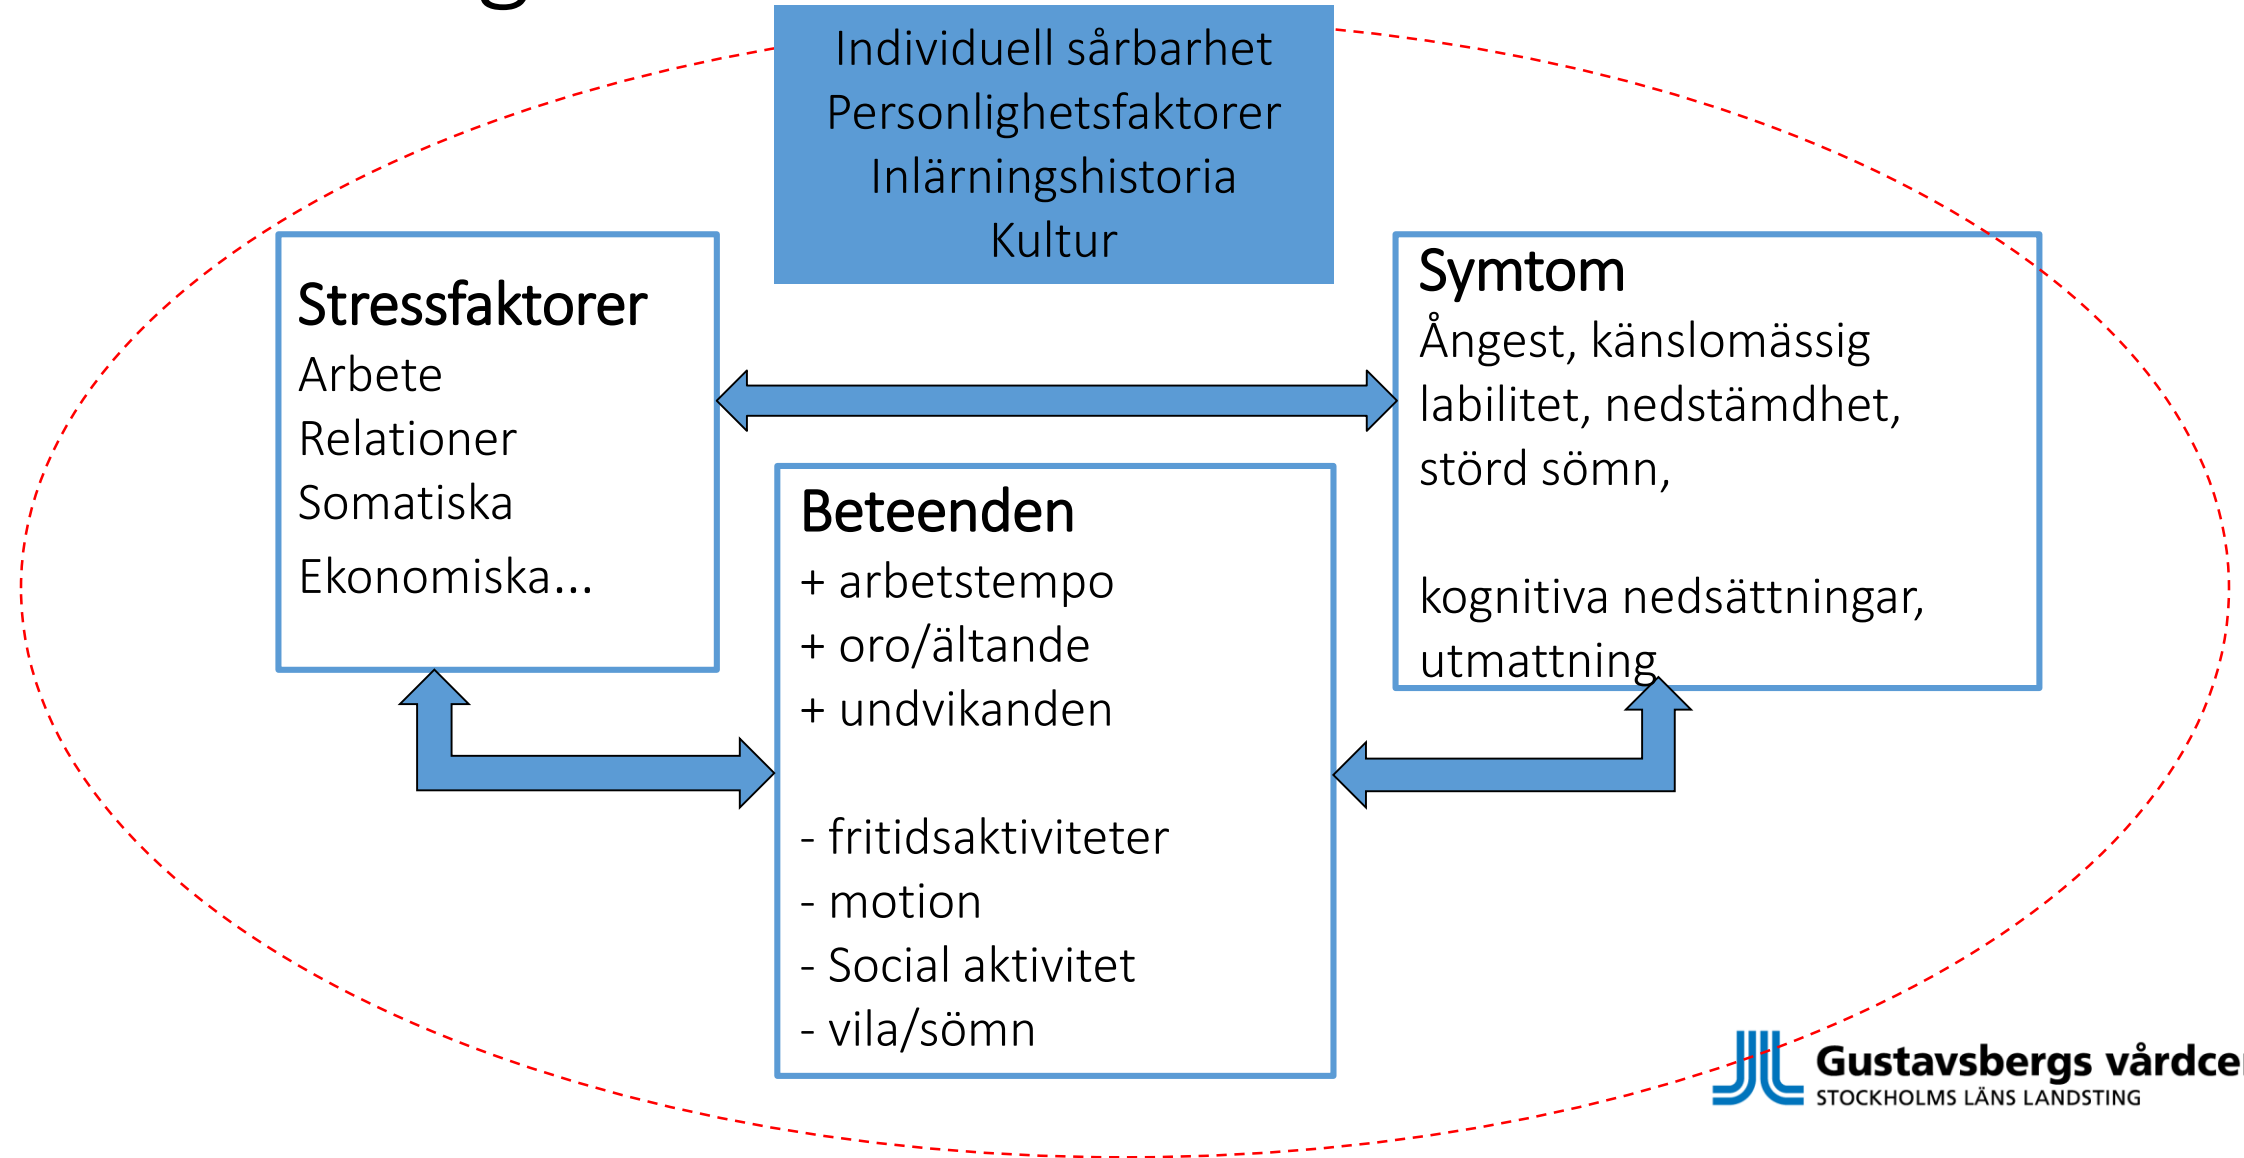 Individuell sårbarhet
Personlighetsfaktorer
Inlärningshistoria
Kultur
Stressfaktorer
Arbete
Relationer
Somatiska
Ekonomiska...
Symtom
Ångest, känslomässig
labilitet, nedstämdhet,
störd sömn,
kognitiva nedsättningar,
utmattning
Beteenden
+ arbetstempo
+ oro/ältande
+ undvikanden
- fritidsaktiviteter
- motion
- Social aktivitet
- vila/sömn
Gustavsbergs
STOCKHOLMS LÄNS LANDSTING